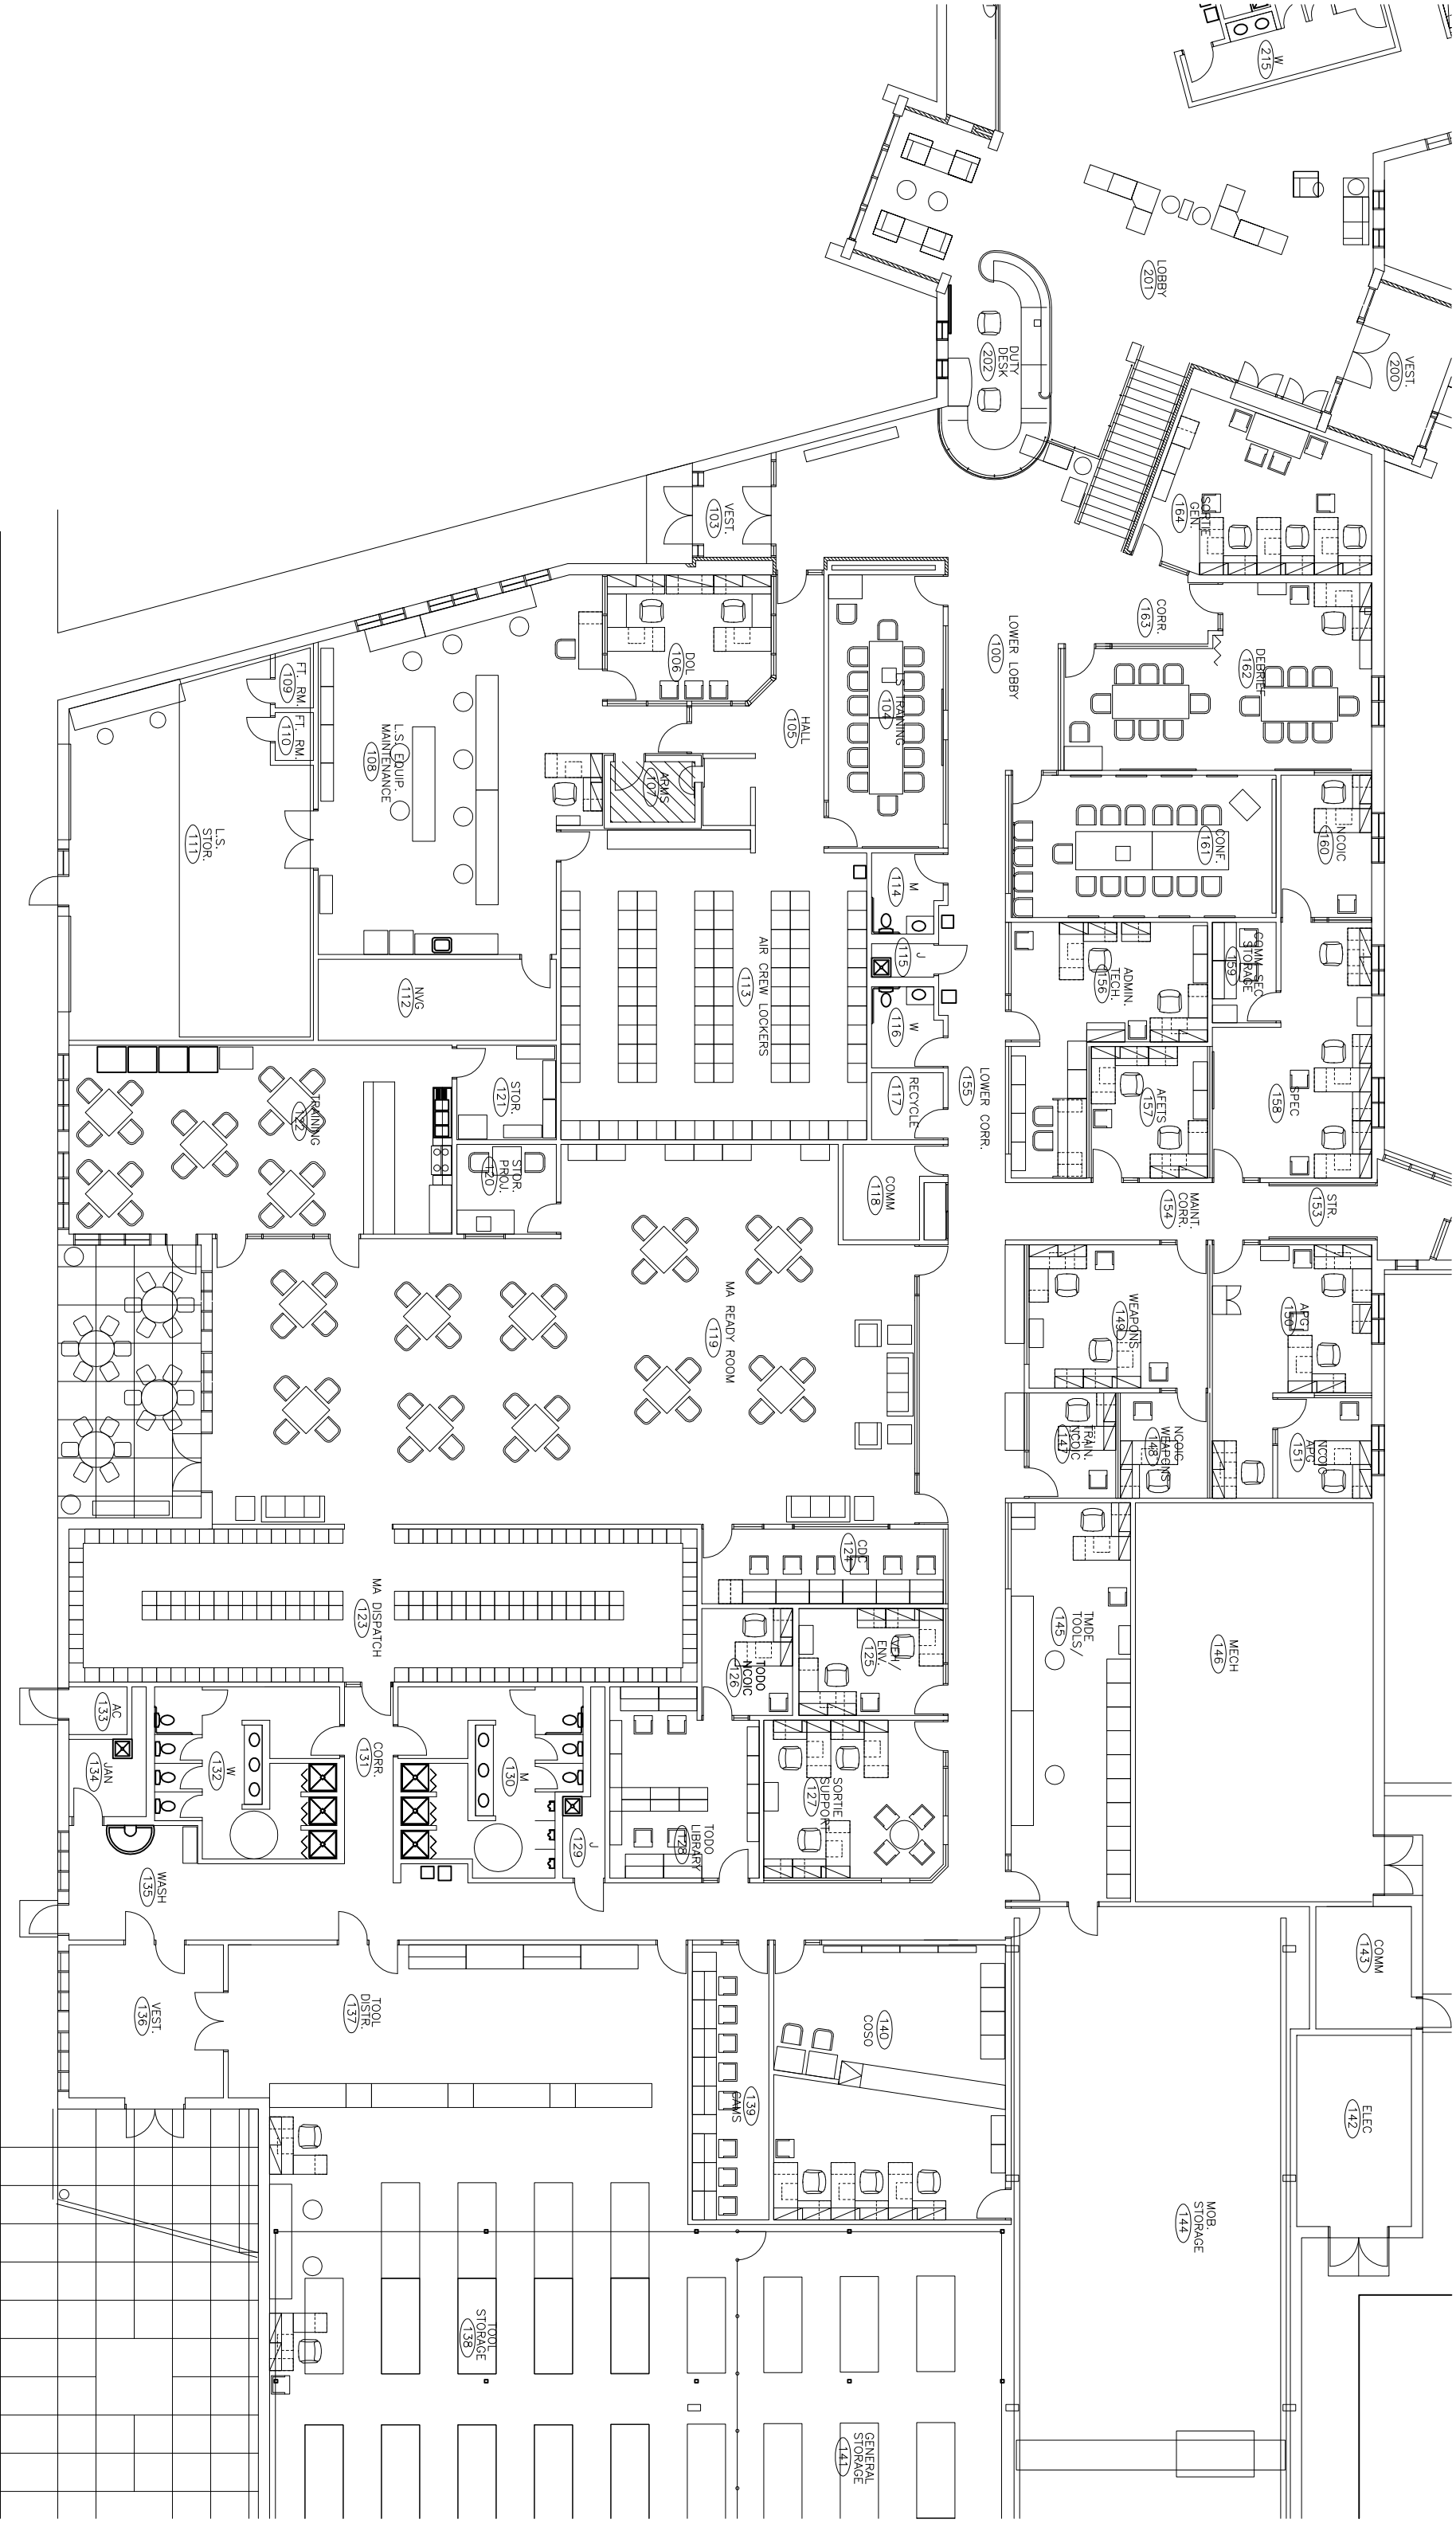 W
215
LOBBY
201
VEST.
200
DUTY
DESK
202
SORTIE
GEN.
164
VEST.
103
CORR.
163
DEBRIEF
162
LOWER LOBBY
100
TRAINING
104
HALL
105
DOL
106
ARMS
107
L.S. EQUIP.
MAINTENANCE
108
FT. RM.
109
FT. RM.
110
L.S.
STOR.
111
NVG
112
AIR CREW LOCKERS
113
M
114
J
115
W
116
RECYCLE
117
NCOIC
160
CONF.
161
COMM SEC
STORAGE
159
ADMIN.
TECH.
156
AFETS
157
SPEC
158
LOWER CORR.
155
MAINT.
CORR.
154
STR.
153
COMM
118
MA READY ROOM
119
STDR.
PROJ.
120
STOR.
121
TRAINING
122
WEAPONS
149
APG
150
NCOIC
APG
151
NCOIC
WEAPONS
148
TRAIN.
NCOIC
147
MECH
146
TMDE
TOOLS/
145
CDC
124
VEH/
ENV.
125
TODO
NCOIC
126
SORTIE
SUPPORT
127
TODO
LIBRARY
128
J
129
M
130
CORR.
131
MA DISPATCH
123
W
132
AC
133
JAN
134
WASH
135
VEST.
136
TOOL
DISTR.
137
TOOL
STORAGE
138
CAMS
139
140
COSO
GENERAL
STORAGE
141
ELEC
142
COMM
143
MOB.
STORAGE
144